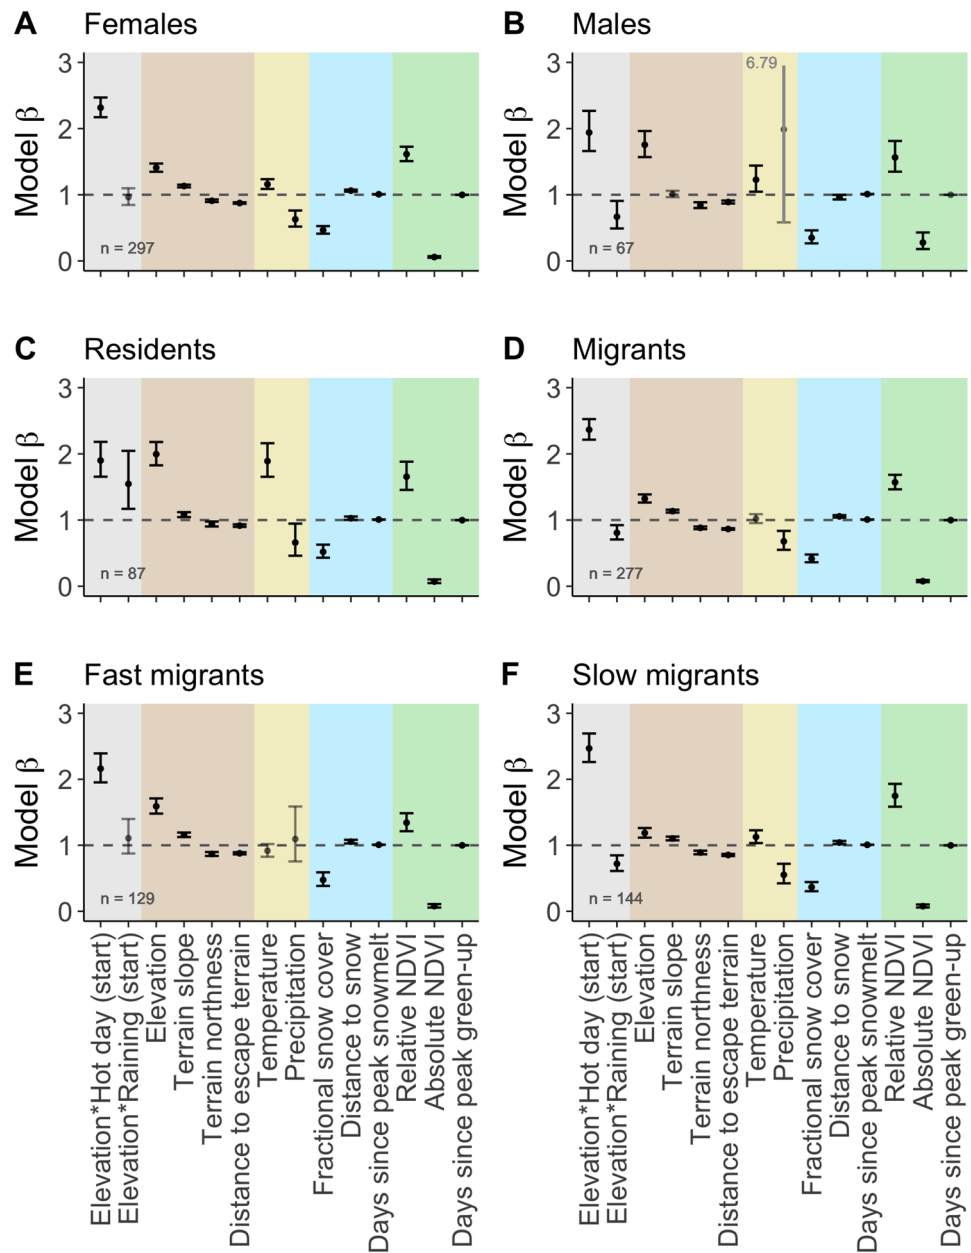 A Females
B Males
Model β
3
2
1
0
n = 297
Model β
3
2
1
0
6.79
n = 67
C Residents
D Migrants
Model β
3
2
1
0
n = 87
Model β
3
2
1
0
n = 277
E Fast migrants
F Slow migrants
Model β
3
2
1
0
n = 129
Model β
3
2
1
0
n = 144
Elevation*Hot day (start)
Elevation*Raining (start)
Elevation
Terrain slope
Terrain northness
Distance to escape terrain
Temperature
Precipitation
Fractional snow cover
Distance to snow
Days since peak snowmelt
Relative NDVI
Absolute NDVI
Days since peak green-up
Elevation*Hot day (start)
Elevation*Raining (start)
Elevation
Terrain slope
Terrain northness
Distance to escape terrain
Temperature
Precipitation
Fractional snow cover
Distance to snow
Days since peak snowmelt
Relative NDVI
Absolute NDVI
Days since peak green-up